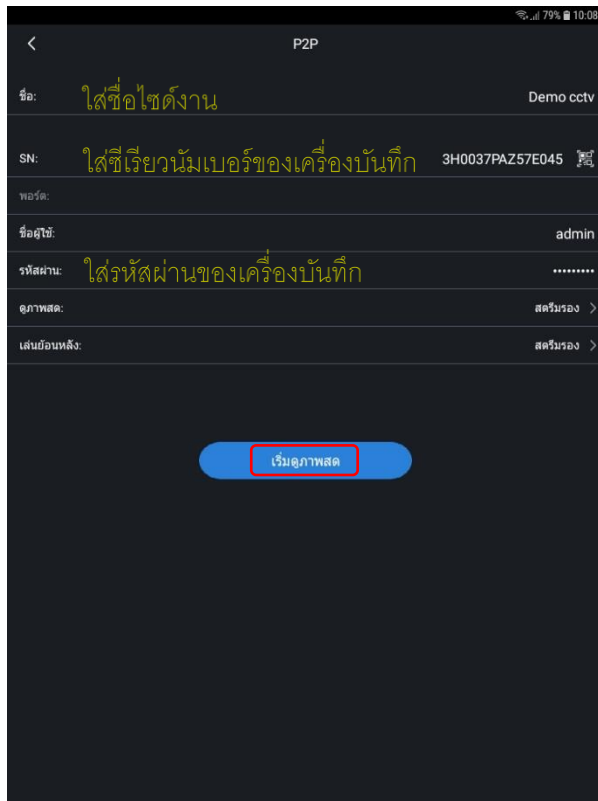 79% 10:08
P2P
ชื่อ: ใส่ชื่อไซด์งาน Demo cctv
SN: ใส่ซีเรียวนัมเบอร์ของเครื่องบันทึก 3H0037PAZ57E045
พอร์ต:
ชื่อผู้ใช้: admin
รหัสผ่าน: ใส่รหัสผ่านของเครื่องบันทึก •••••••••
ดูภาพสด: สตรีมรอง
เล่นย้อนหลัง: สตรีมรอง
เริ่มดูภาพสด